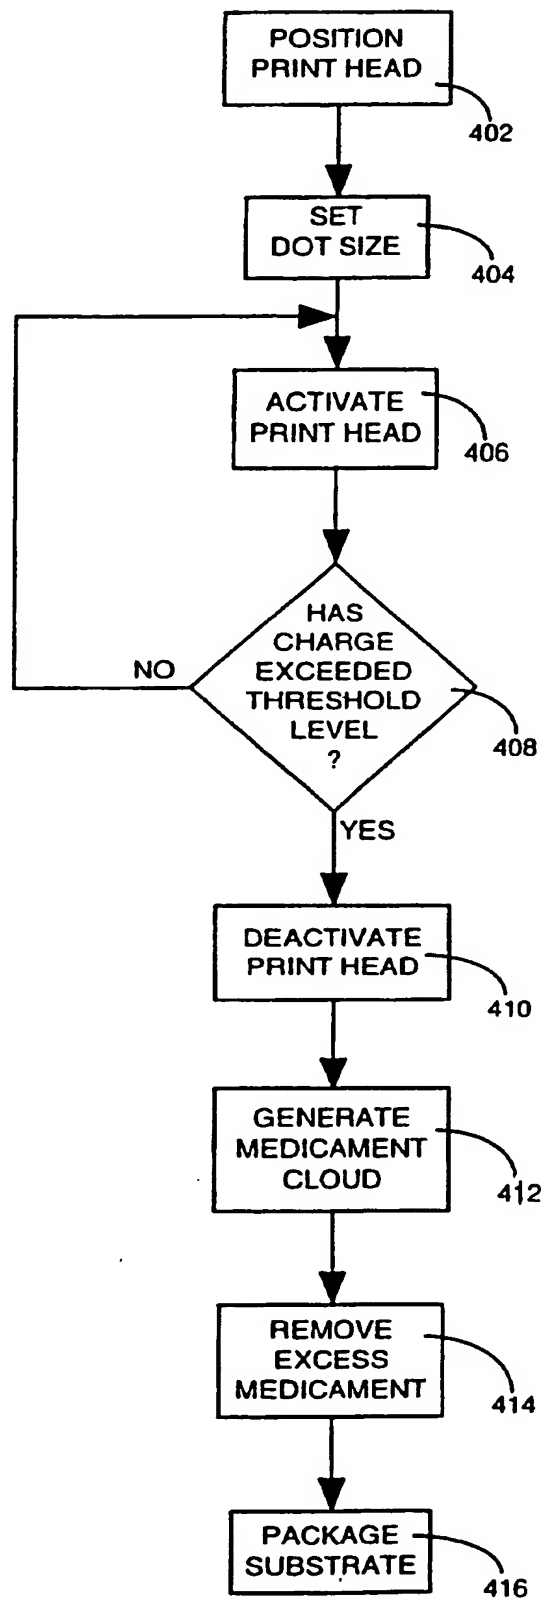 POSITION
PRINT HEAD
402
SET
DOT SIZE
404
ACTIVATE
PRINT HEAD
406
HAS
CHARGE
EXCEEDED
THRESHOLD
LEVEL
?
408
NO
YES
DEACTIVATE
PRINT HEAD
410
GENERATE
MEDICAMENT
CLOUD
412
REMOVE
EXCESS
MEDICAMENT
414
PACKAGE
SUBSTRATE
416